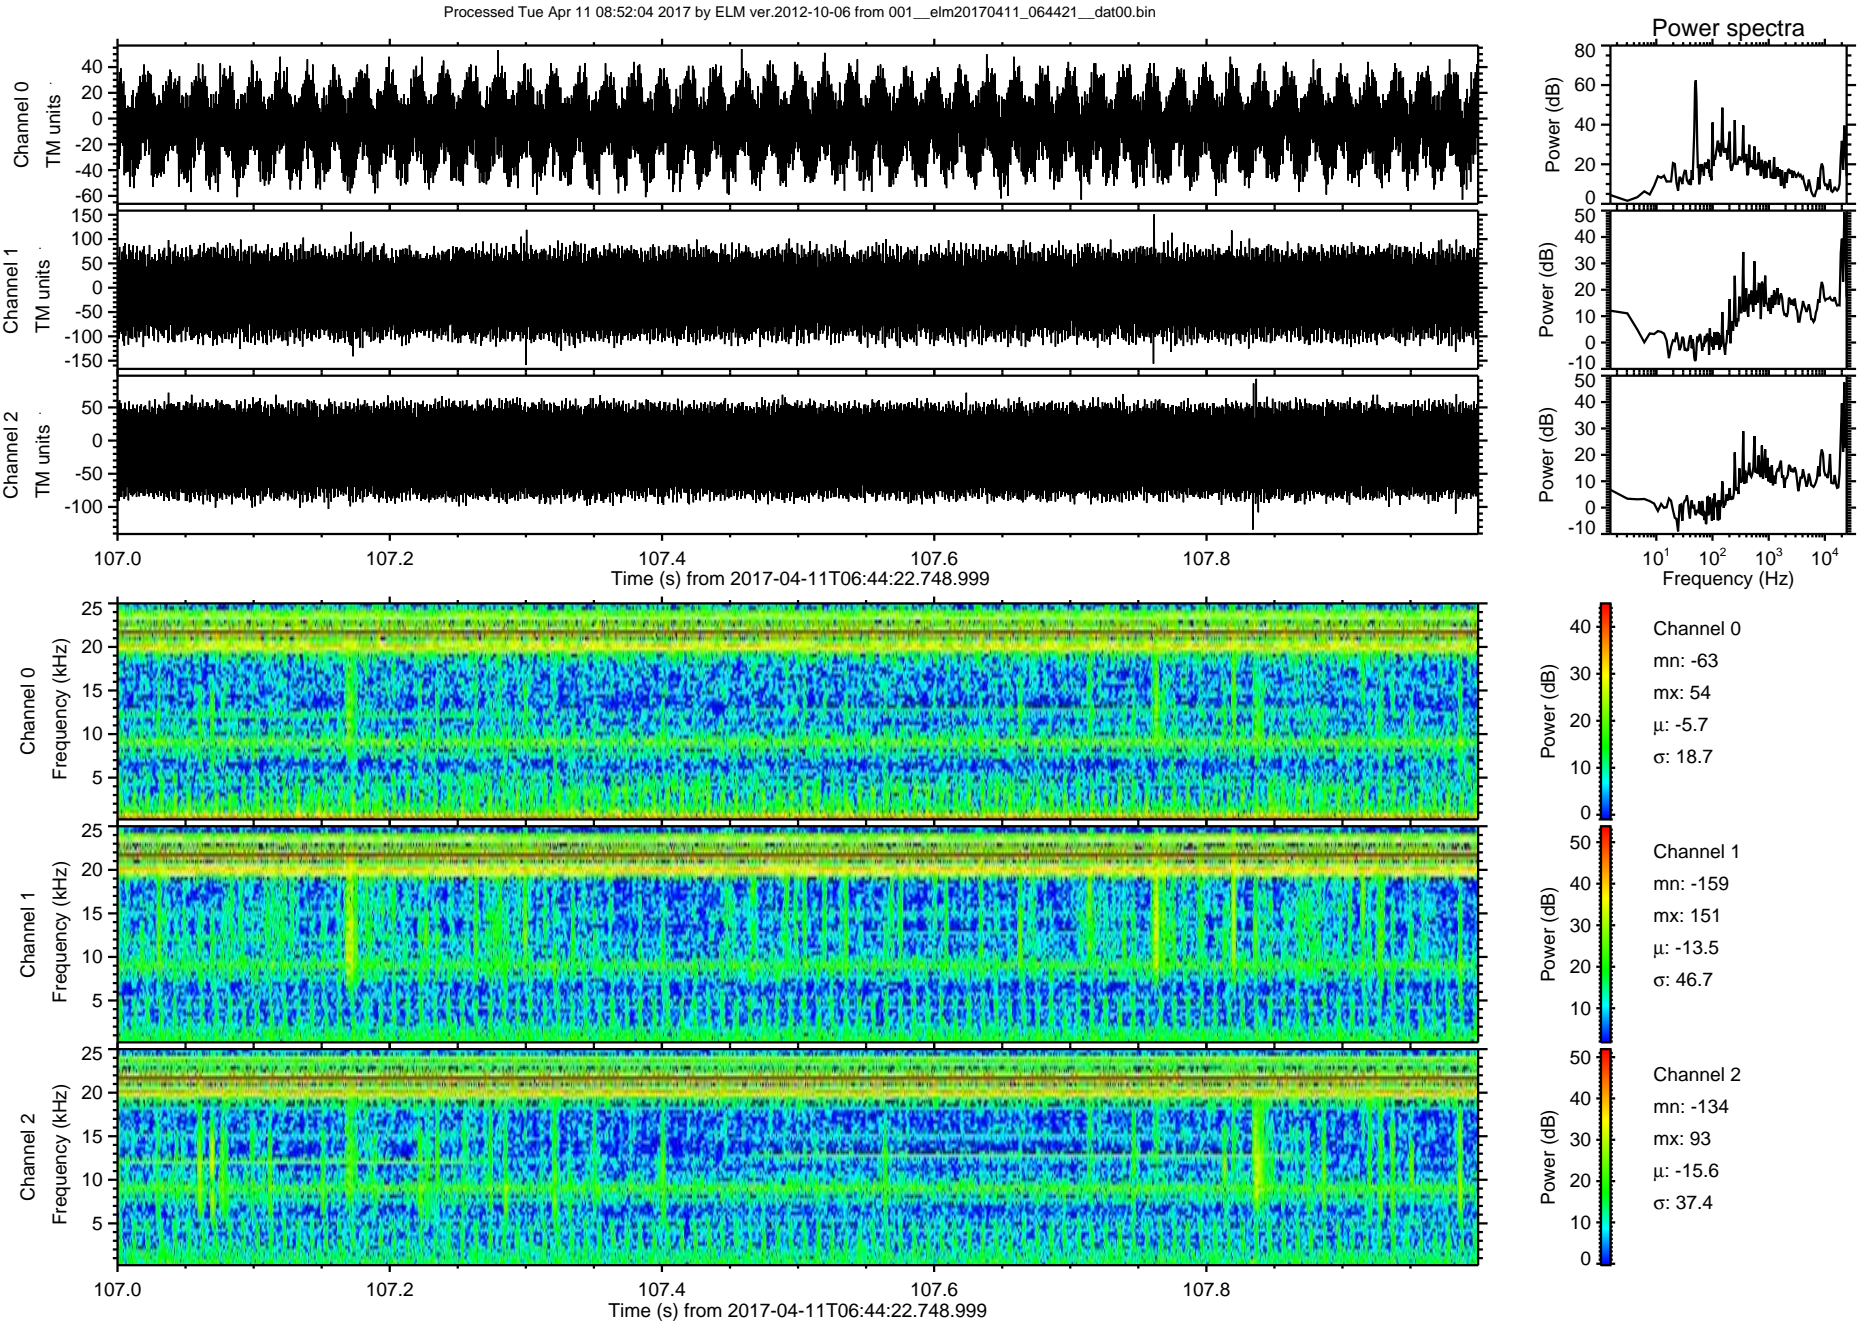 Processed Tue Apr 11 08:52:04 2017 by ELM ver.2012-10-06 from 001__elm20170411_064421__dat00.bin
Power spectra
Channel 0
TM units
40
20
0
-20
-40
-60
Power (dB)
80
60
40
20
0
Channel 1
TM units
150
100
50
0
-50
-100
-150
Power (dB)
50
40
30
20
10
0
-10
Channel 2
TM units
50
0
-50
-100
Power (dB)
50
40
30
20
10
0
-10
107.0 107.2 107.4 107.6 107.8
Time (s) from 2017-04-11T06:44:22.748.999
10¹ 10² 10³ 10⁴
Frequency (Hz)
Channel 0
Frequency (kHz)
25
20
15
10
5
Power (dB)
40
30
20
10
0
Channel 0
mn: -63
mx: 54
μ: -5.7
σ: 18.7
Channel 1
Frequency (kHz)
25
20
15
10
5
Power (dB)
50
40
30
20
10
Channel 1
mn: -159
mx: 151
μ: -13.5
σ: 46.7
Channel 2
Frequency (kHz)
25
20
15
10
5
Power (dB)
50
40
30
20
10
0
Channel 2
mn: -134
mx: 93
μ: -15.6
σ: 37.4
107.0 107.2 107.4 107.6 107.8
Time (s) from 2017-04-11T06:44:22.748.999